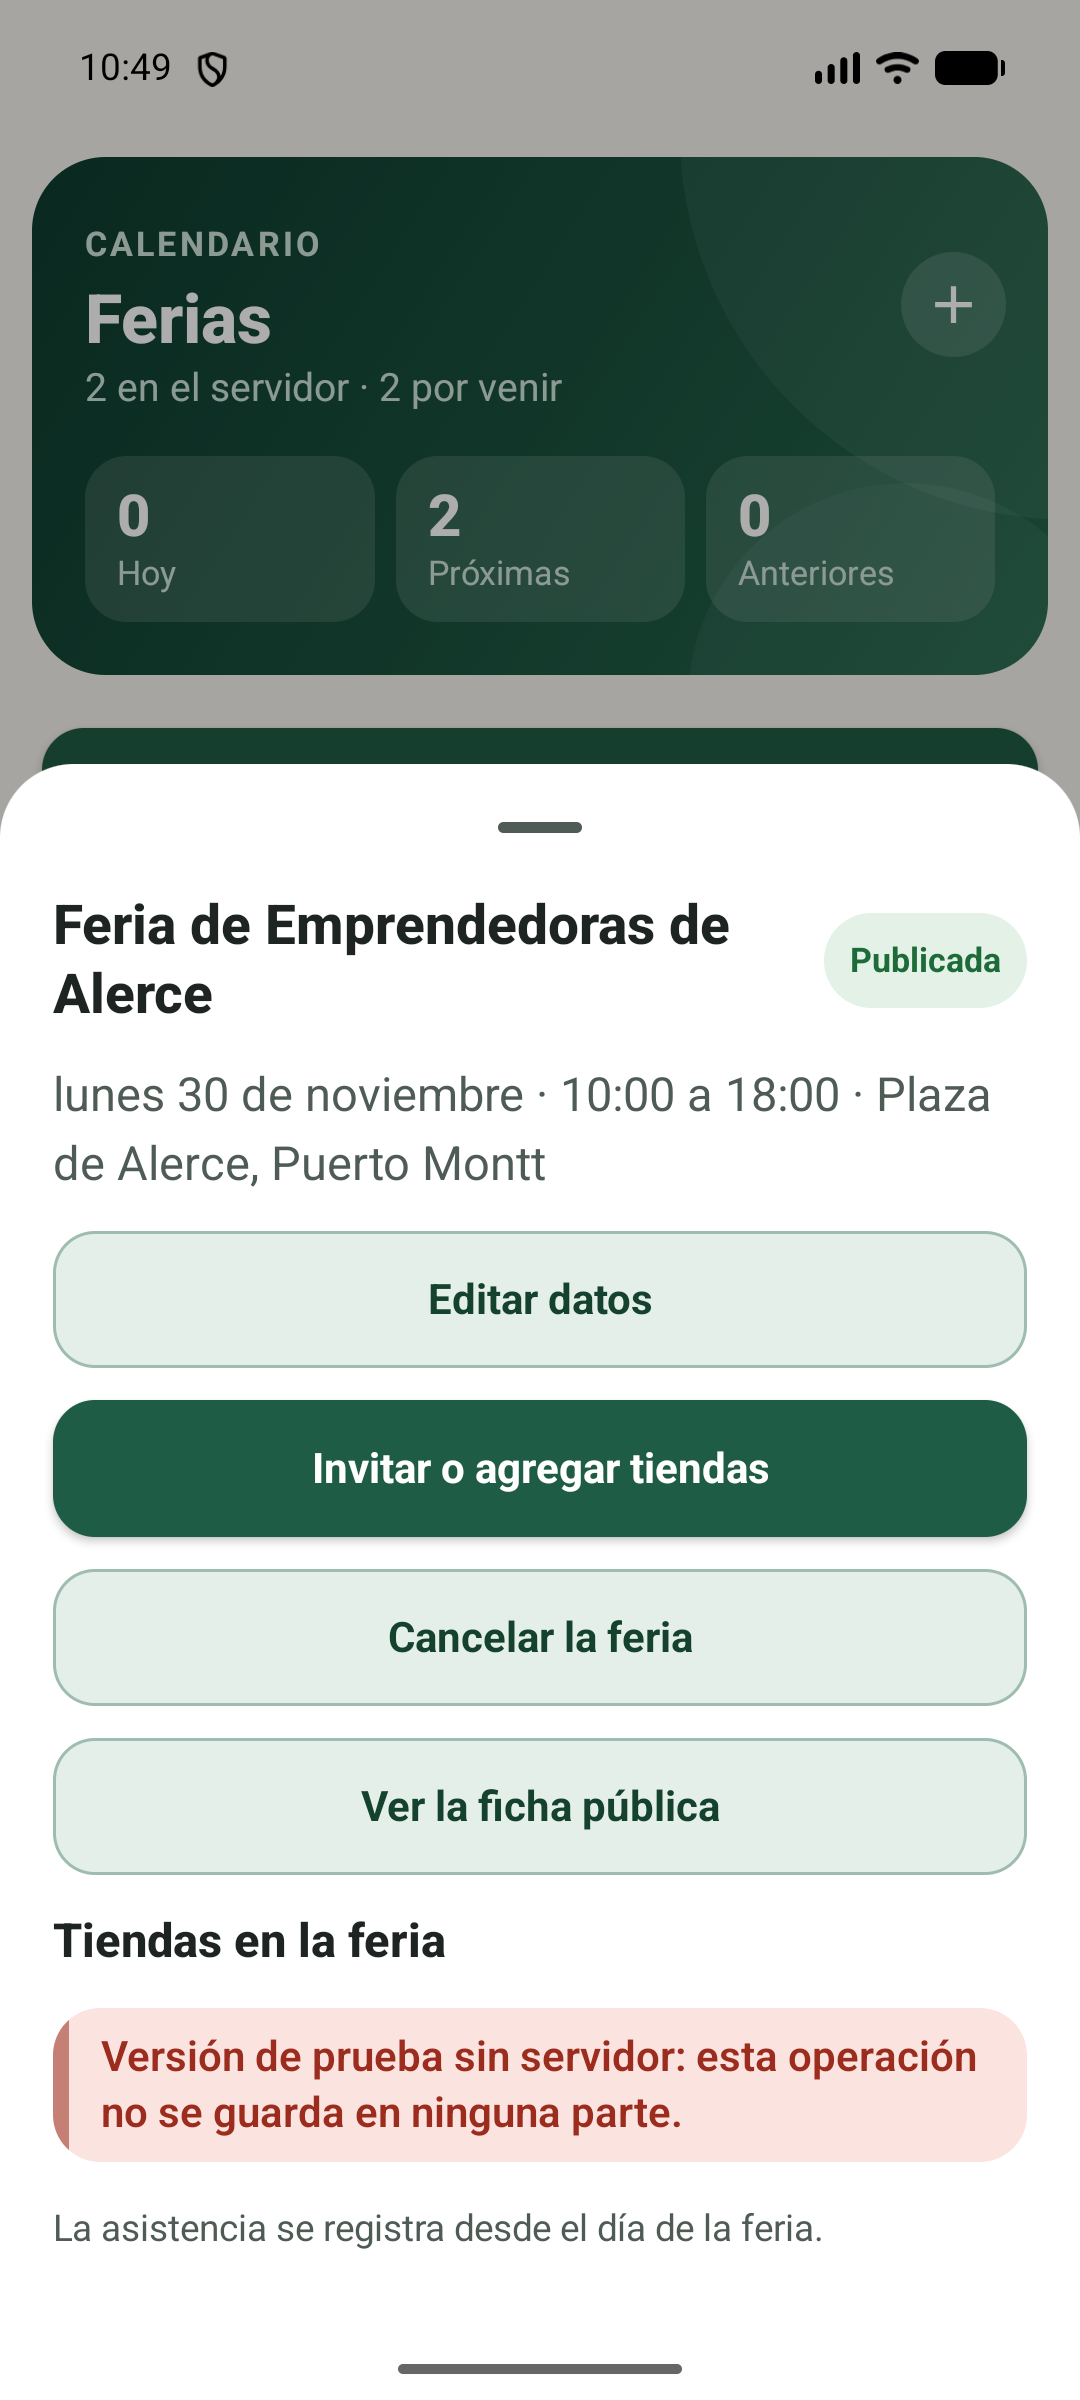 10:49
CALENDARIO
Ferias
2 en el servidor · 2 por venir
0
Hoy
2
Próximas
0
Anteriores
Feria de Emprendedoras de
Alerce
Publicada
lunes 30 de noviembre · 10:00 a 18:00 · Plaza
de Alerce, Puerto Montt
Editar datos
Invitar o agregar tiendas
Cancelar la feria
Ver la ficha pública
Tiendas en la feria
Versión de prueba sin servidor: esta operación
no se guarda en ninguna parte.
La asistencia se registra desde el día de la feria.